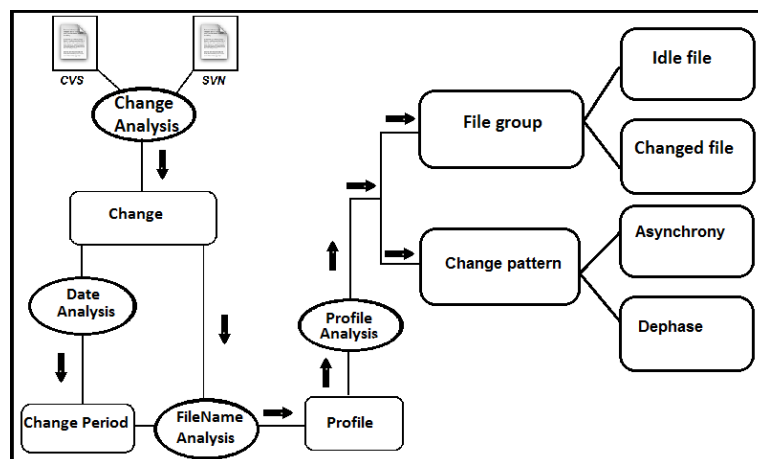 CVS
SVN
Change
Analysis
Change
Date
Analysis
Change Period
FileName
Analysis
Profile
Profile
Analysis
File group
Idle file
Changed file
Change pattern
Asynchrony
Dephase